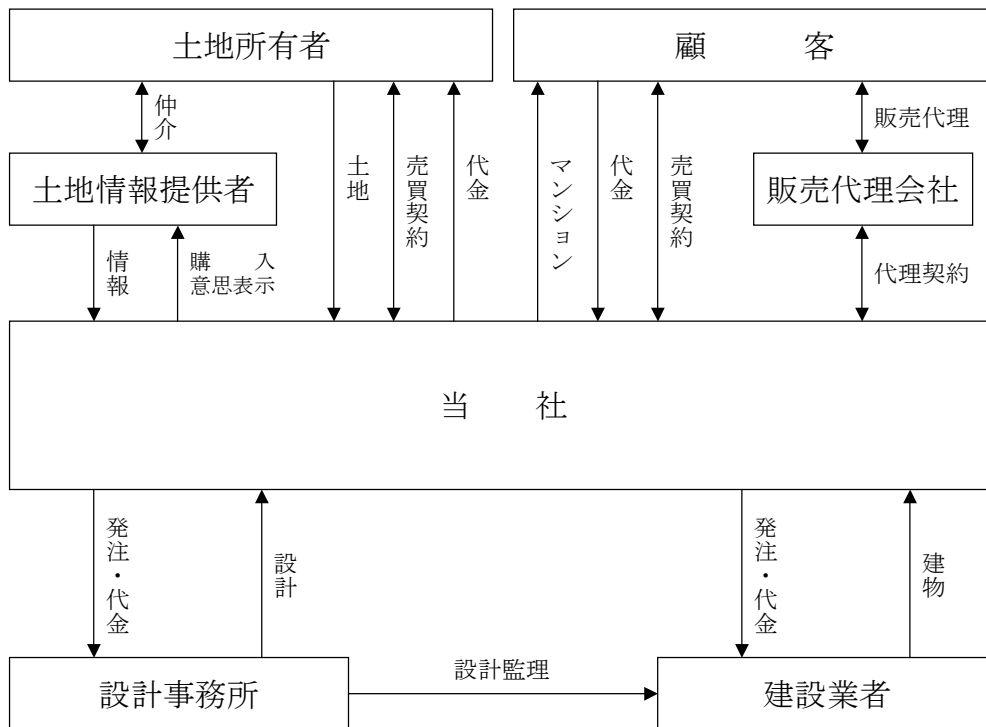 土地所有者
顧　客
仲介
土地
売買契約
代金
マンション
代金
売買契約
販売代理
土地情報提供者
販売代理会社
情報
購入
意思表示
代理契約
当　社
発注・代金
設計
発注・代金
建物
設計事務所
設計監理
建設業者